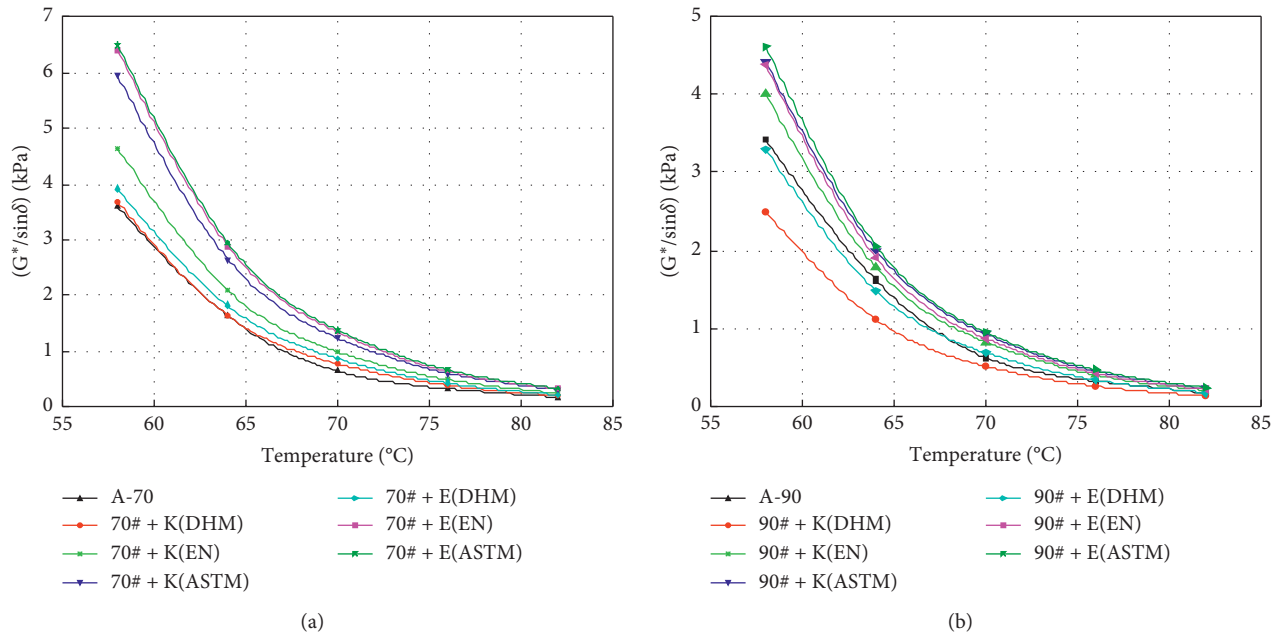 7
6
5
4
3
2
1
0
(G*/sinδ) (kPa)
55 60 65 70 75 80 85
Temperature (°C)
A-70
70# + K(DHM)
70# + K(EN)
70# + K(ASTM)
70# + E(DHM)
70# + E(EN)
70# + E(ASTM)
(a)
5
4
3
2
1
0
(G*/sinδ) (kPa)
55 60 65 70 75 80 85
Temperature (°C)
A-90
90# + K(DHM)
90# + K(EN)
90# + K(ASTM)
90# + E(DHM)
90# + E(EN)
90# + E(ASTM)
(b)